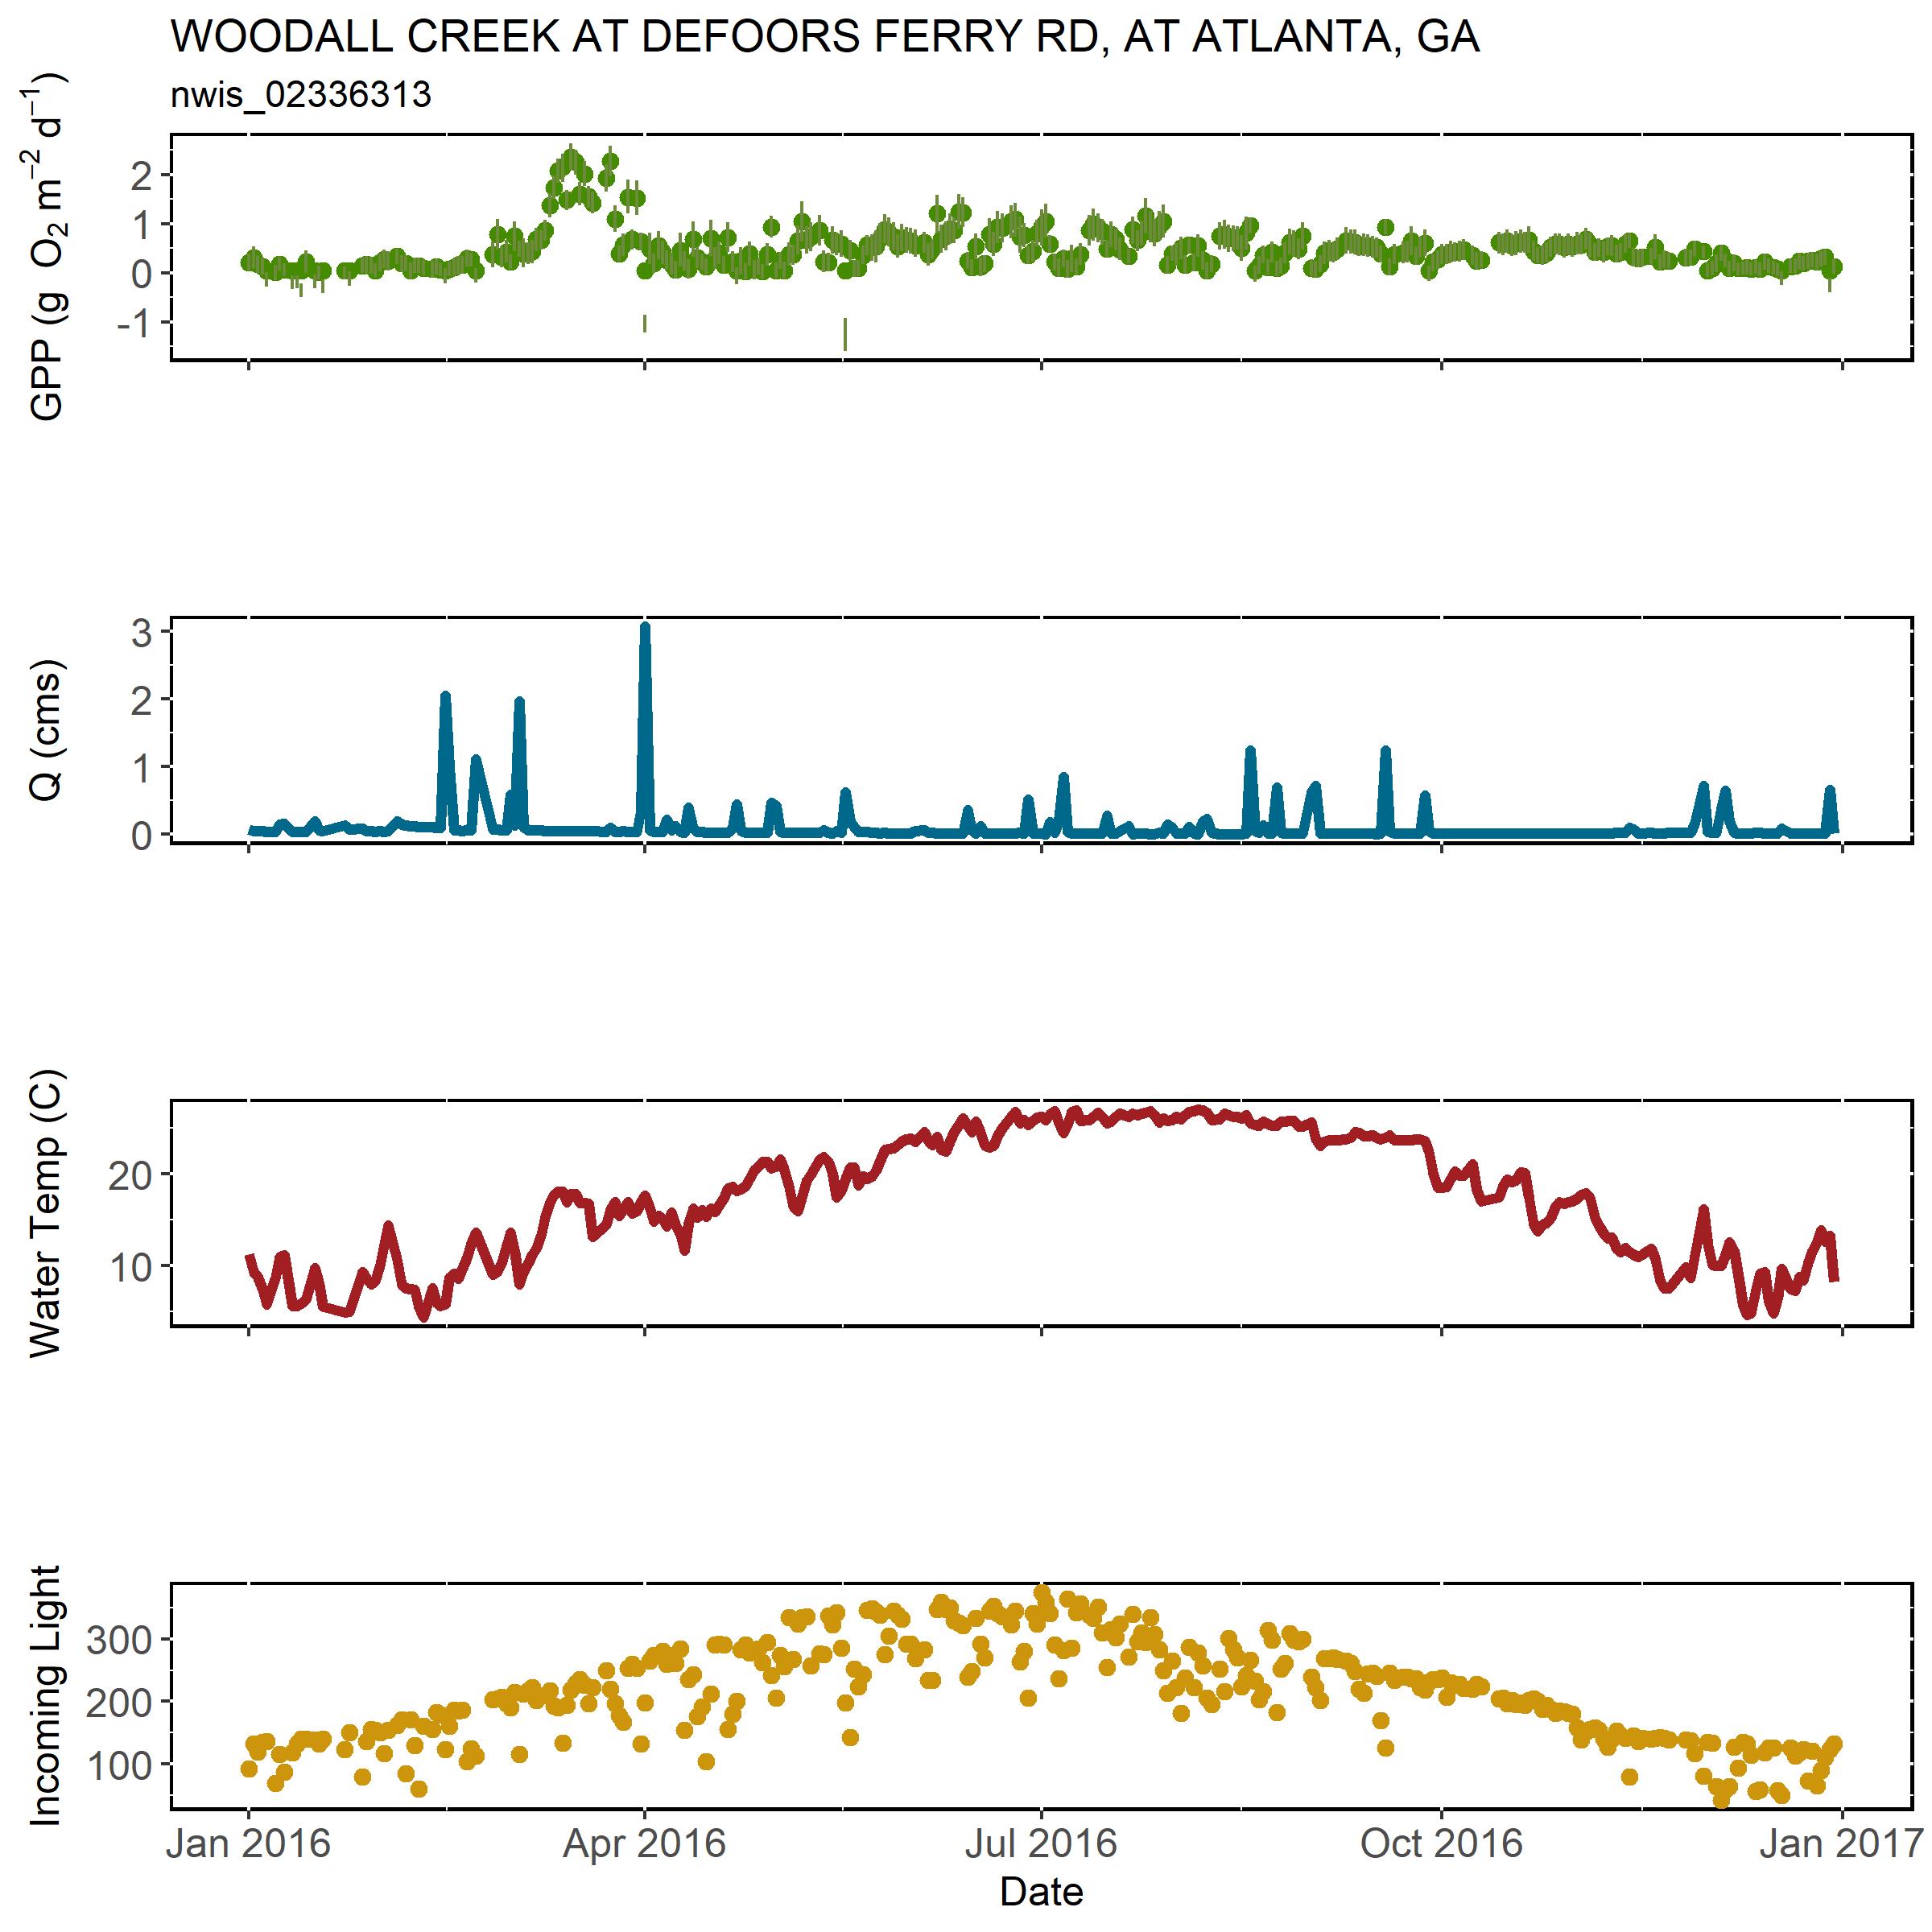 WOODALL CREEK AT DEFOORS FERRY RD, AT ATLANTA, GA
nwis_02336313
GPP (g O₂ m⁻² d⁻¹)
2
1
0
-1
Q (cms)
3
2
1
0
Water Temp (C)
20
10
Incoming Light
300
200
100
Jan 2016
Apr 2016
Jul 2016
Oct 2016
Jan 2017
Date